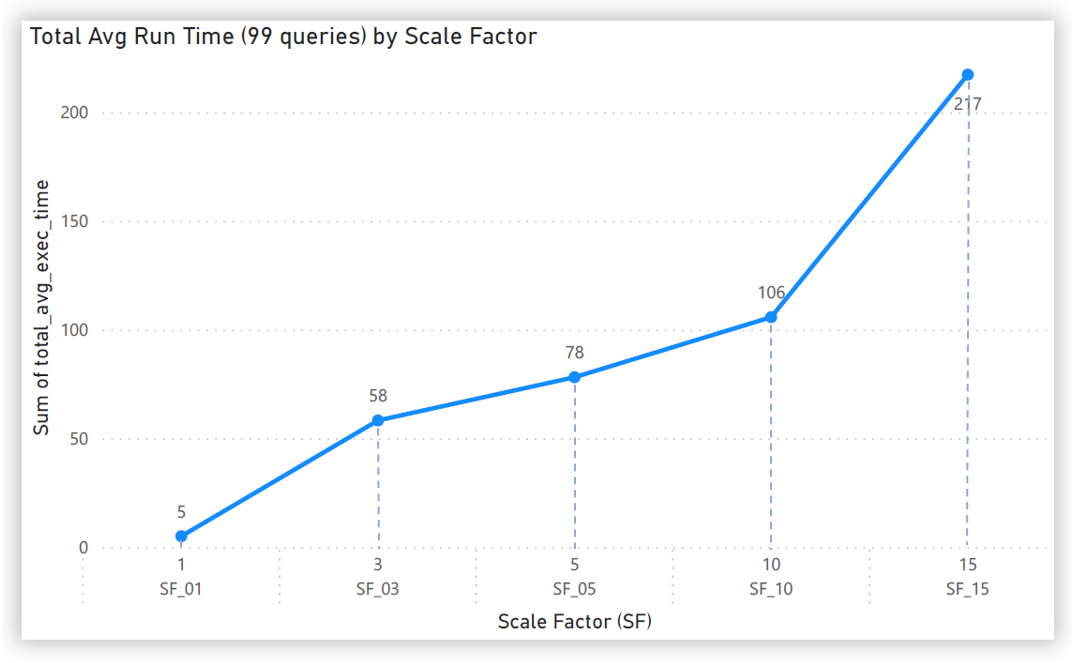 Total Avg Run Time (99 queries) by Scale Factor
Sum of total_avg_exec_time
200
150
100
50
0
5
58
78
106
217
1 3 5 10 15
SF_01 SF_03 SF_05 SF_10 SF_15
Scale Factor (SF)